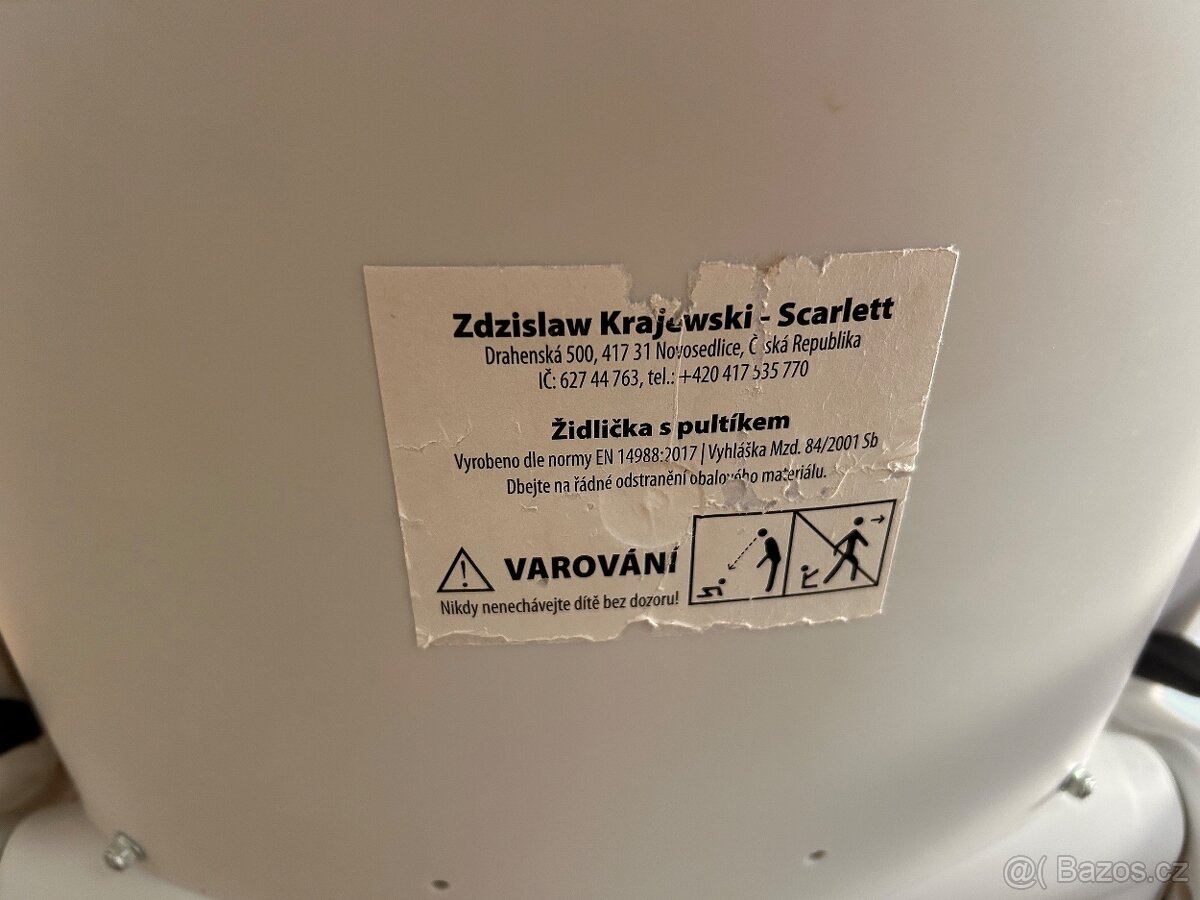 Zdzislaw Krajewski - Scarlett
Drahenská 500, 417 31 Novosedlice, Česká Republika
IČ: 627 44 763, tel.: +420 417 535 770
Židlička s pultíkem
Vyrobeno dle normy EN 14988:2017 | Vyhláška Mzd. 84/2001 Sb
Dbejte na řádné odstranění obalového materiálu.
VAROVÁNÍ
Nikdy nenechávejte dítě bez dozoru!
@( Bazos.cz